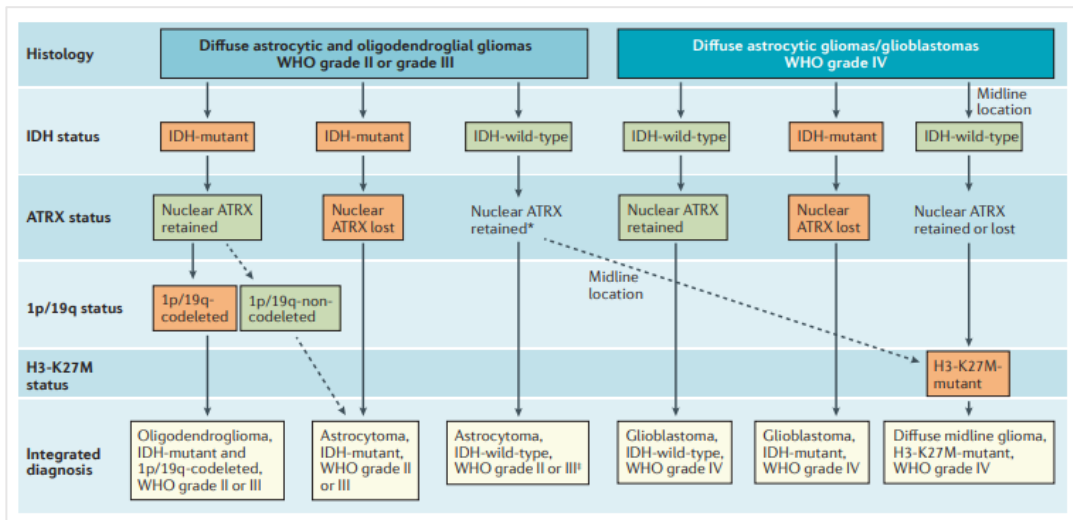 Histology
Diffuse astrocytic and oligodendroglial gliomas
WHO grade II or grade III
Diffuse astrocytic gliomas/glioblastomas
WHO grade IV
Midline
location
IDH status
IDH-mutant
IDH-mutant
IDH-wild-type
IDH-wild-type
IDH-mutant
IDH-wild-type
ATRX status
Nuclear ATRX
retained
Nuclear
ATRX lost
Nuclear ATRX
retained*
Nuclear ATRX
retained
Nuclear
ATRX lost
Nuclear ATRX
retained or lost
Midline
location
1p/19q status
1p/19q-
codeleted
1p/19q-non-
codeleted
H3-K27M
status
H3-K27M-
mutant
Integrated
diagnosis
Oligodendroglioma,
IDH-mutant and
1p/19q-codeleted,
WHO grade II or III
Astrocytoma,
IDH-mutant,
WHO grade II
or III
Astrocytoma,
IDH-wild-type,
WHO grade II or III
Glioblastoma,
IDH-wild-type,
WHO grade IV
Glioblastoma,
IDH-mutant,
WHO grade IV
Diffuse midline glioma,
H3-K27M-mutant,
WHO grade IV